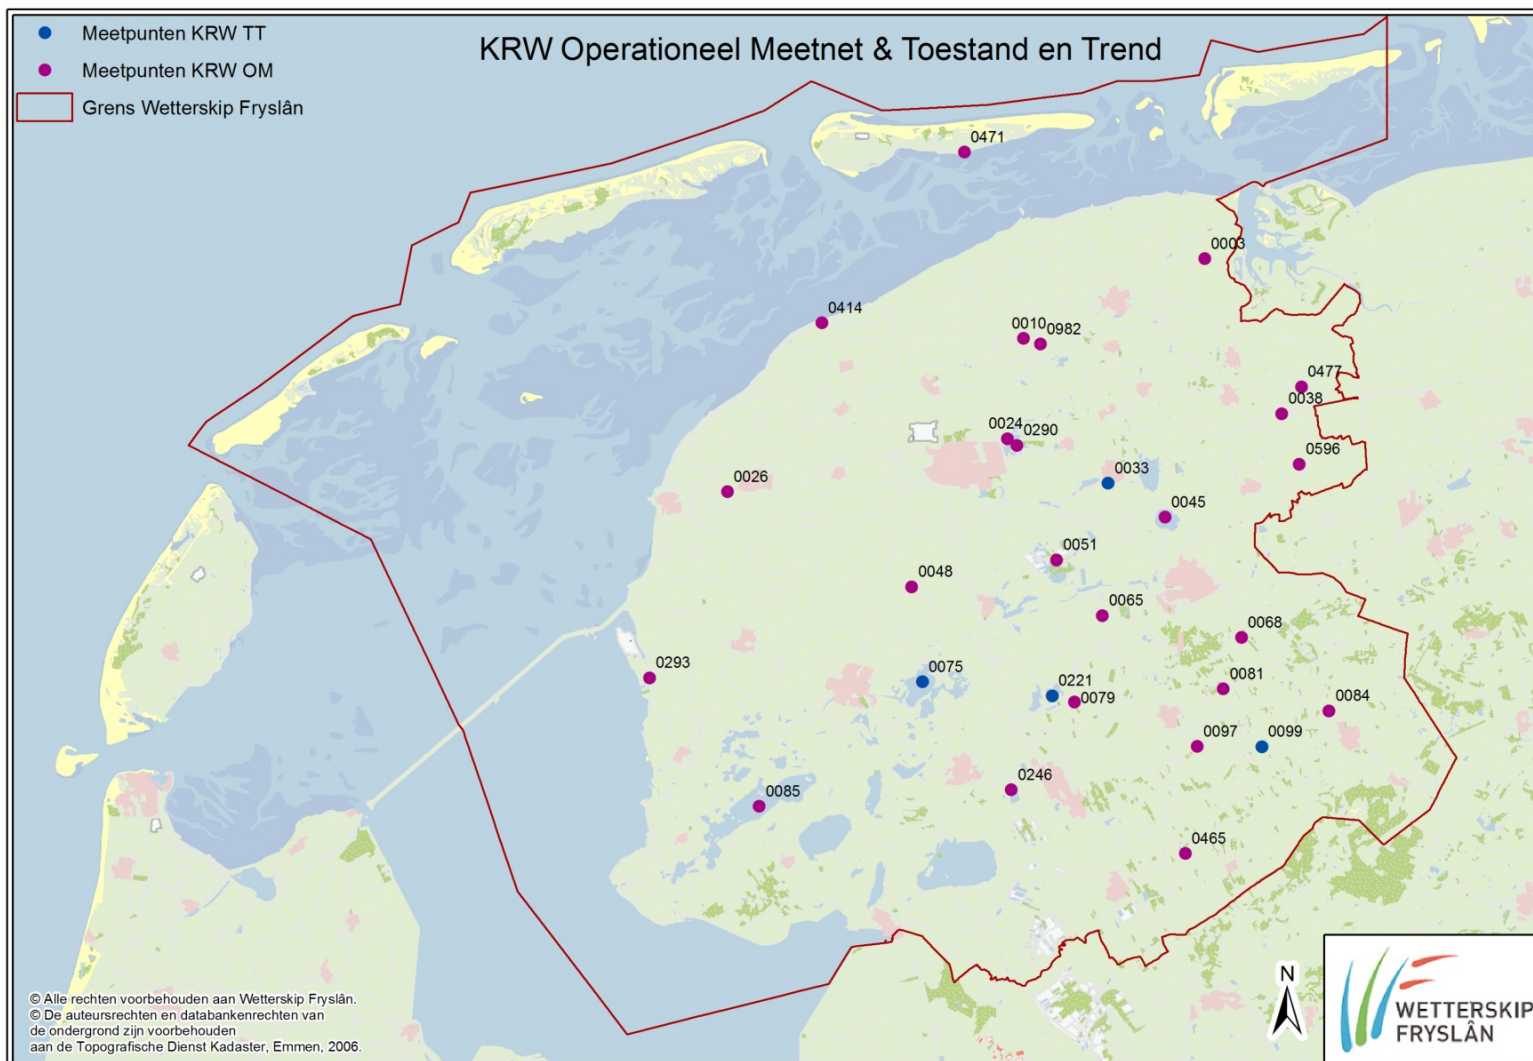 Meetpunten KRW TT
Meetpunten KRW OM
Grens Wetterskip Fryslân
KRW Operationeel Meetnet & Toestand en Trend
0471
0003
0414
0010
0982
0477
0038
0024
0290
0596
0033
0026
0045
0051
0048
0065
0068
0293
0075
0221
0079
0081
0084
0097
0099
0246
0085
0465
© Alle rechten voorbehouden aan Wetterskip Fryslân.
© De auteursrechten en databankenrechten van
de ondergrond zijn voorbehouden
aan de Topografische Dienst Kadaster, Emmen, 2006.
N
WETTERSKIP
FRYSLÂN